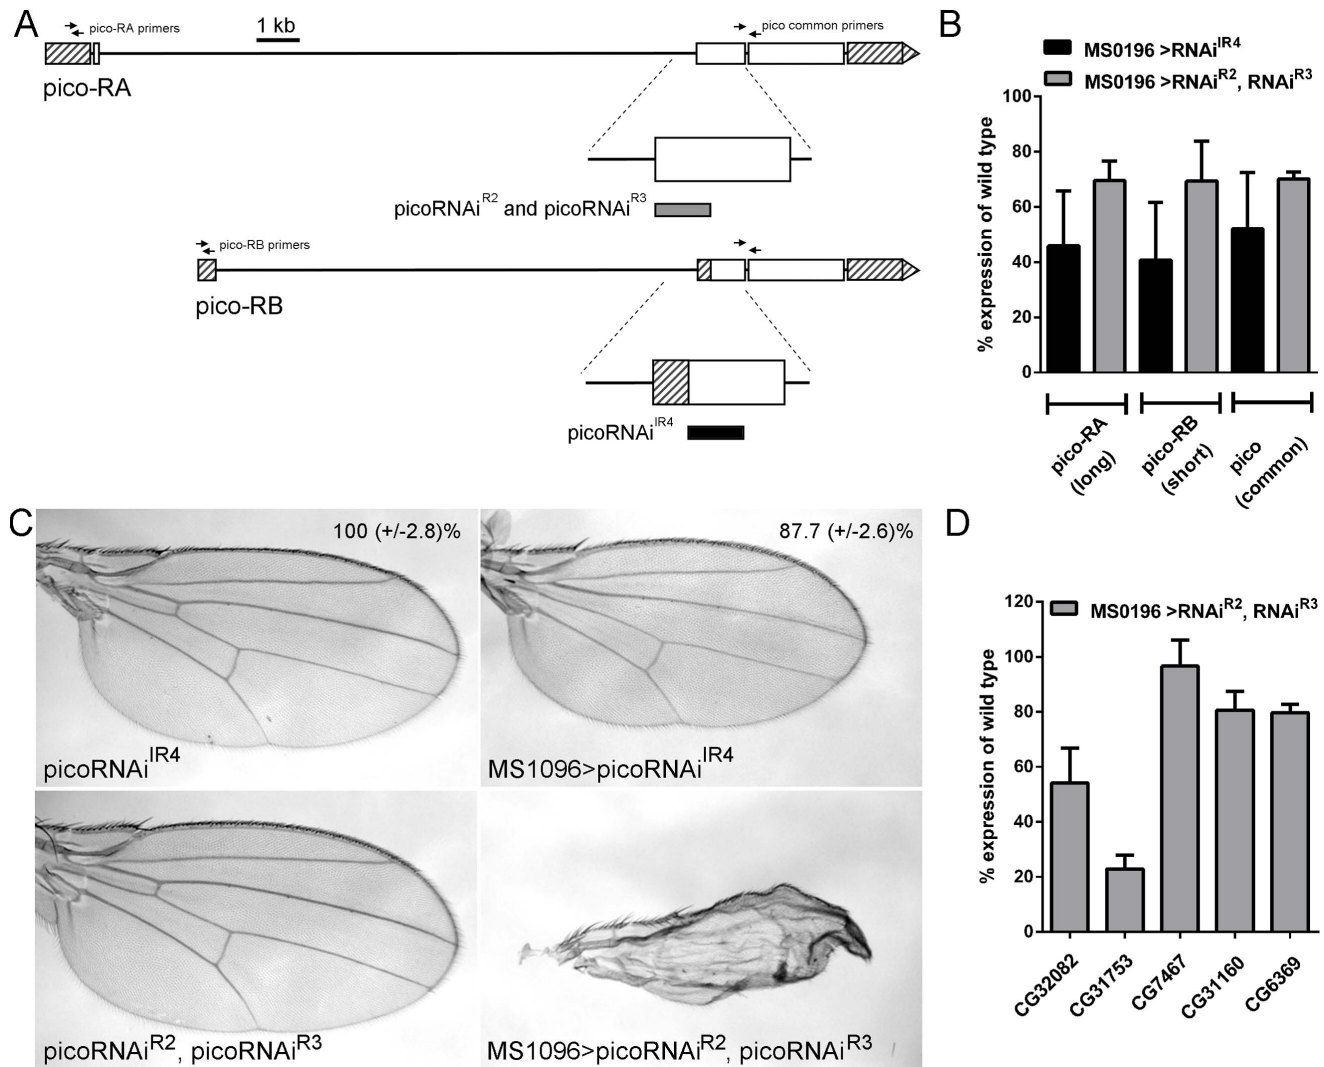 A
pico-RA primers
1 kb
pico common primers
pico-RA
picoRNAi^R2 and picoRNAi^R3
pico-RB primers
pico-RB
picoRNAi^IR4
B
MS0196 >RNAi^IR4
MS0196 >RNAi^R2, RNAi^R3
% expression of wild type
100
80
60
40
20
0
pico-RA
(long)
pico-RB
(short)
pico
(common)
C
100 (+/-2.8)%
picoRNAi^IR4
87.7 (+/-2.6)%
MS1096>picoRNAi^IR4
picoRNAi^R2, picoRNAi^R3
MS1096>picoRNAi^R2, picoRNAi^R3
D
MS0196 >RNAi^R2, RNAi^R3
% expression of wild type
120
100
80
60
40
20
0
CG32082
CG31753
CG7467
CG31160
CG6369